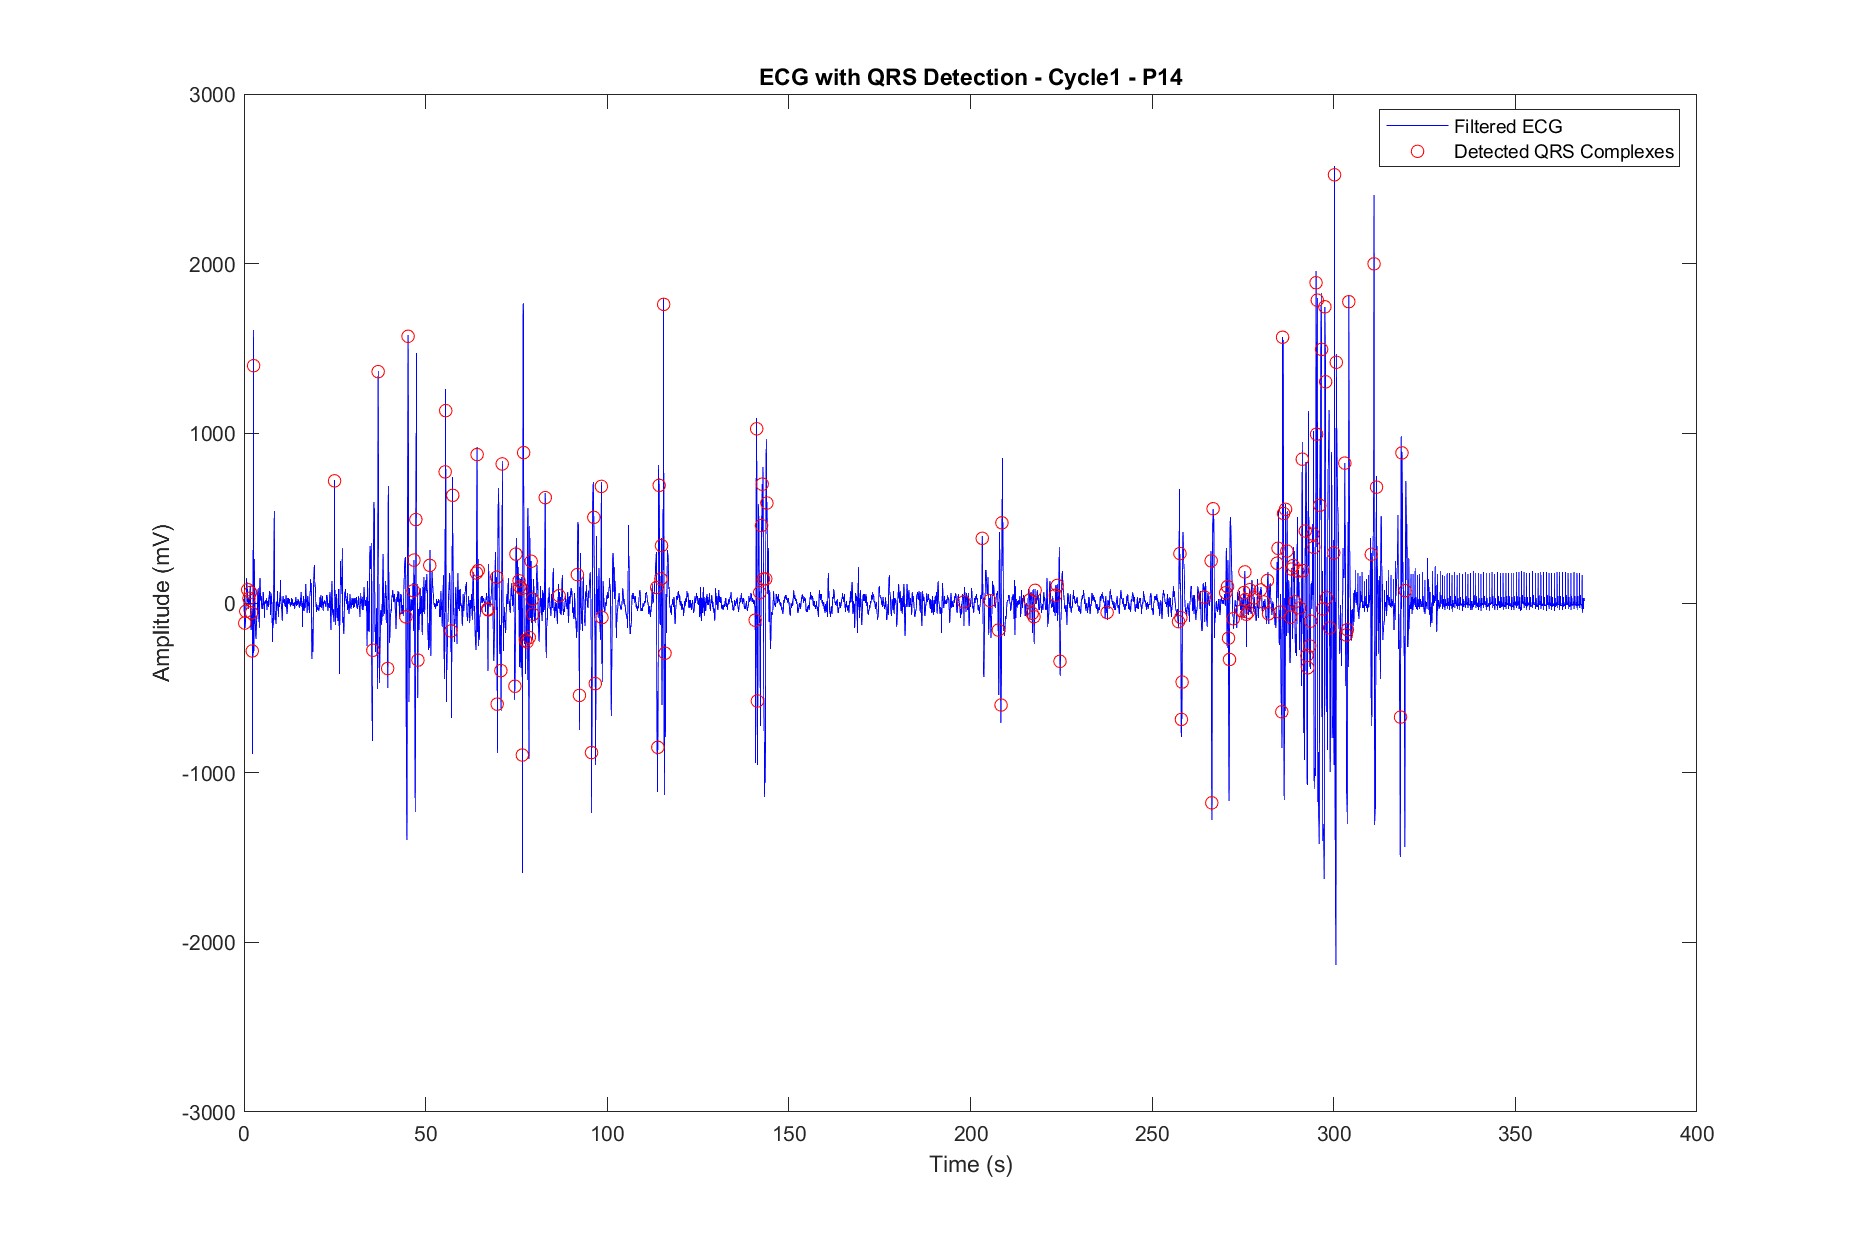 ECG with QRS Detection - Cycle1 - P14
Filtered ECG
Detected QRS Complexes
3000
2000
1000
0
-1000
-2000
-3000
Amplitude (mV)
0 50 100 150 200 250 300 350 400
Time (s)